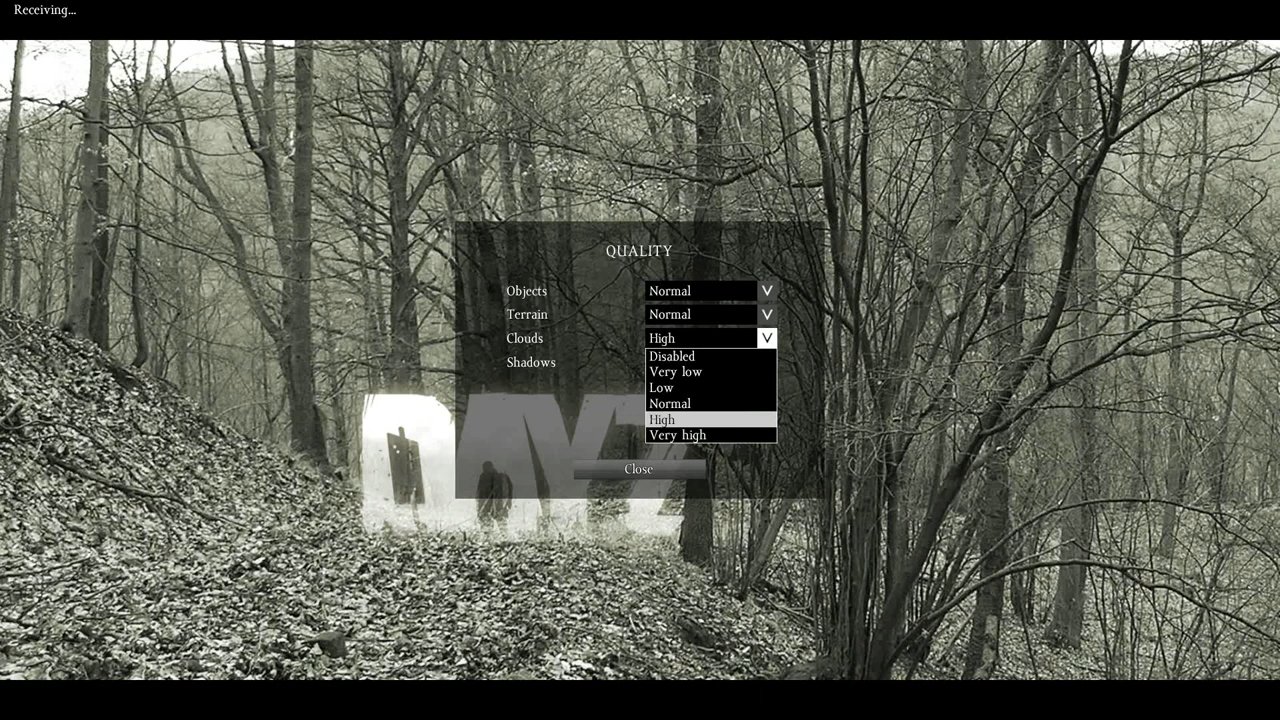 Receiving...
QUALITY
Objects Normal V
Terrain Normal V
Clouds High V
Shadows
Disabled
Very low
Low
Normal
High
Very high
Close